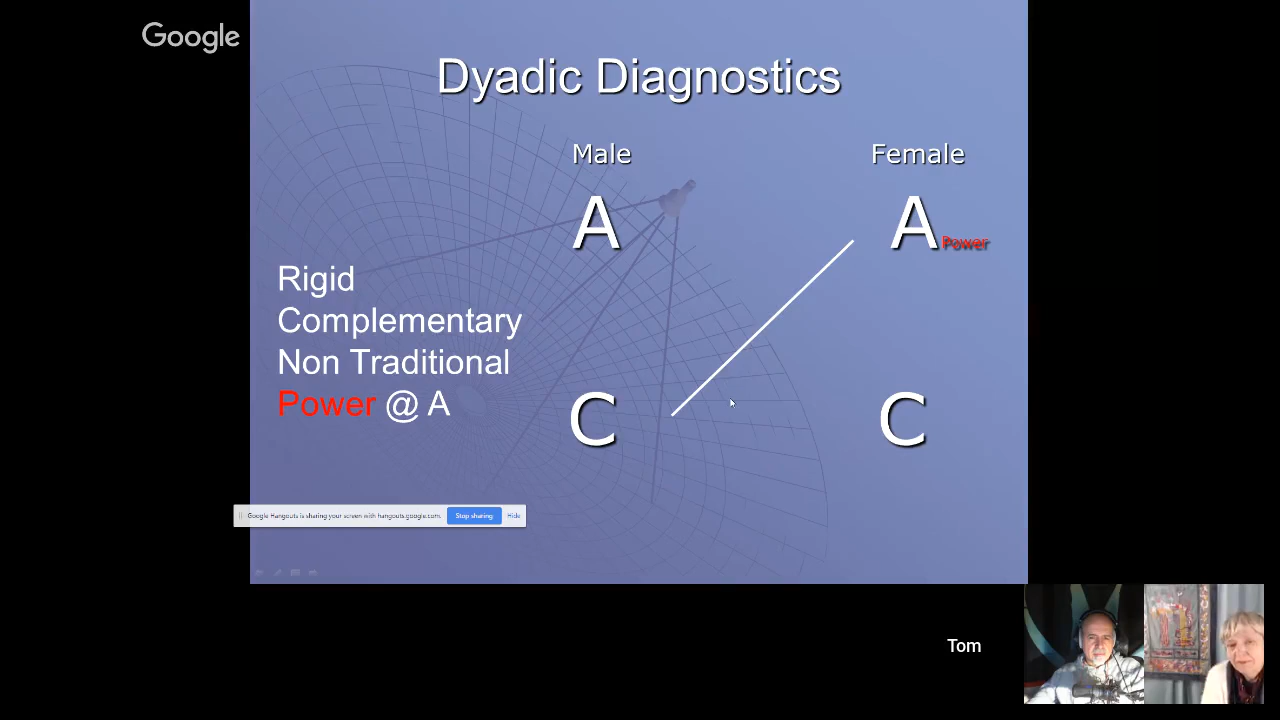 Google
Dyadic Diagnostics
Male
Female
A
A Power
Rigid
Complementary
Non Traditional
Power @ A
C
C
Google Hangouts is sharing your screen with hangouts.google.com.
Stop sharing
Hide
Tom